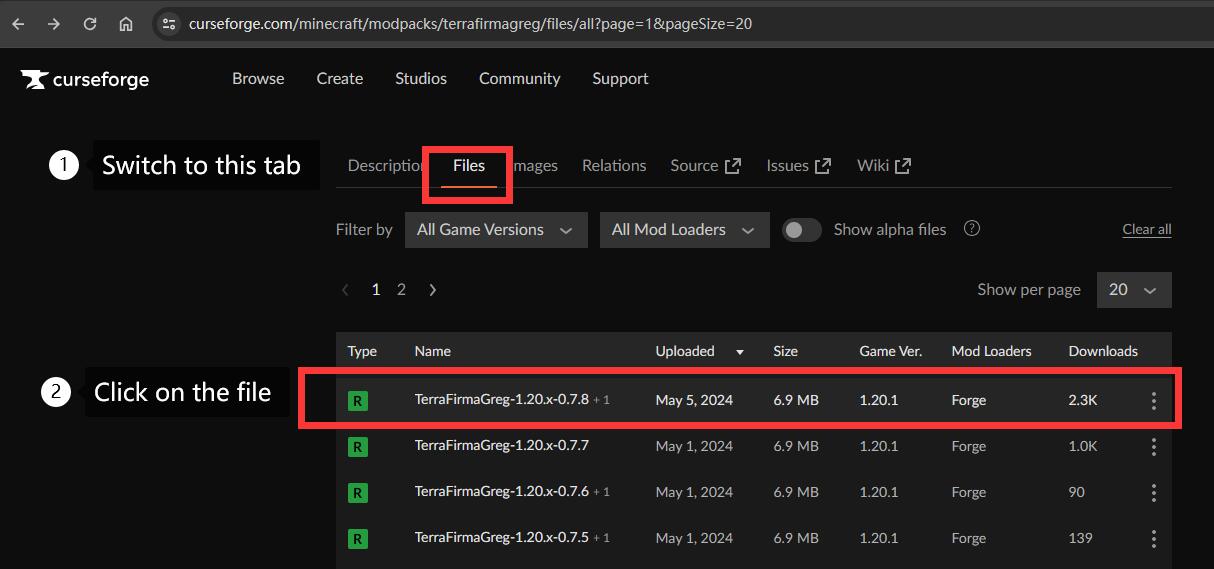 curseforge.com/minecraft/modpacks/terrafirmagreg/files/all?page=1&pageSize=20
curseforge Browse Create Studios Community Support
1 Switch to this tab
Description Files Images Relations Source Issues Wiki
Filter by All Game Versions All Mod Loaders Show alpha files ? Clear all
1 2 Show per page 20
Type Name Uploaded Size Game Ver. Mod Loaders Downloads
2 Click on the file
R TerraFirmaGreg-1.20.x-0.7.8 + 1 May 5, 2024 6.9 MB 1.20.1 Forge 2.3K
R TerraFirmaGreg-1.20.x-0.7.7 May 1, 2024 6.9 MB 1.20.1 Forge 1.0K
R TerraFirmaGreg-1.20.x-0.7.6 + 1 May 1, 2024 6.9 MB 1.20.1 Forge 90
R TerraFirmaGreg-1.20.x-0.7.5 + 1 May 1, 2024 6.9 MB 1.20.1 Forge 139